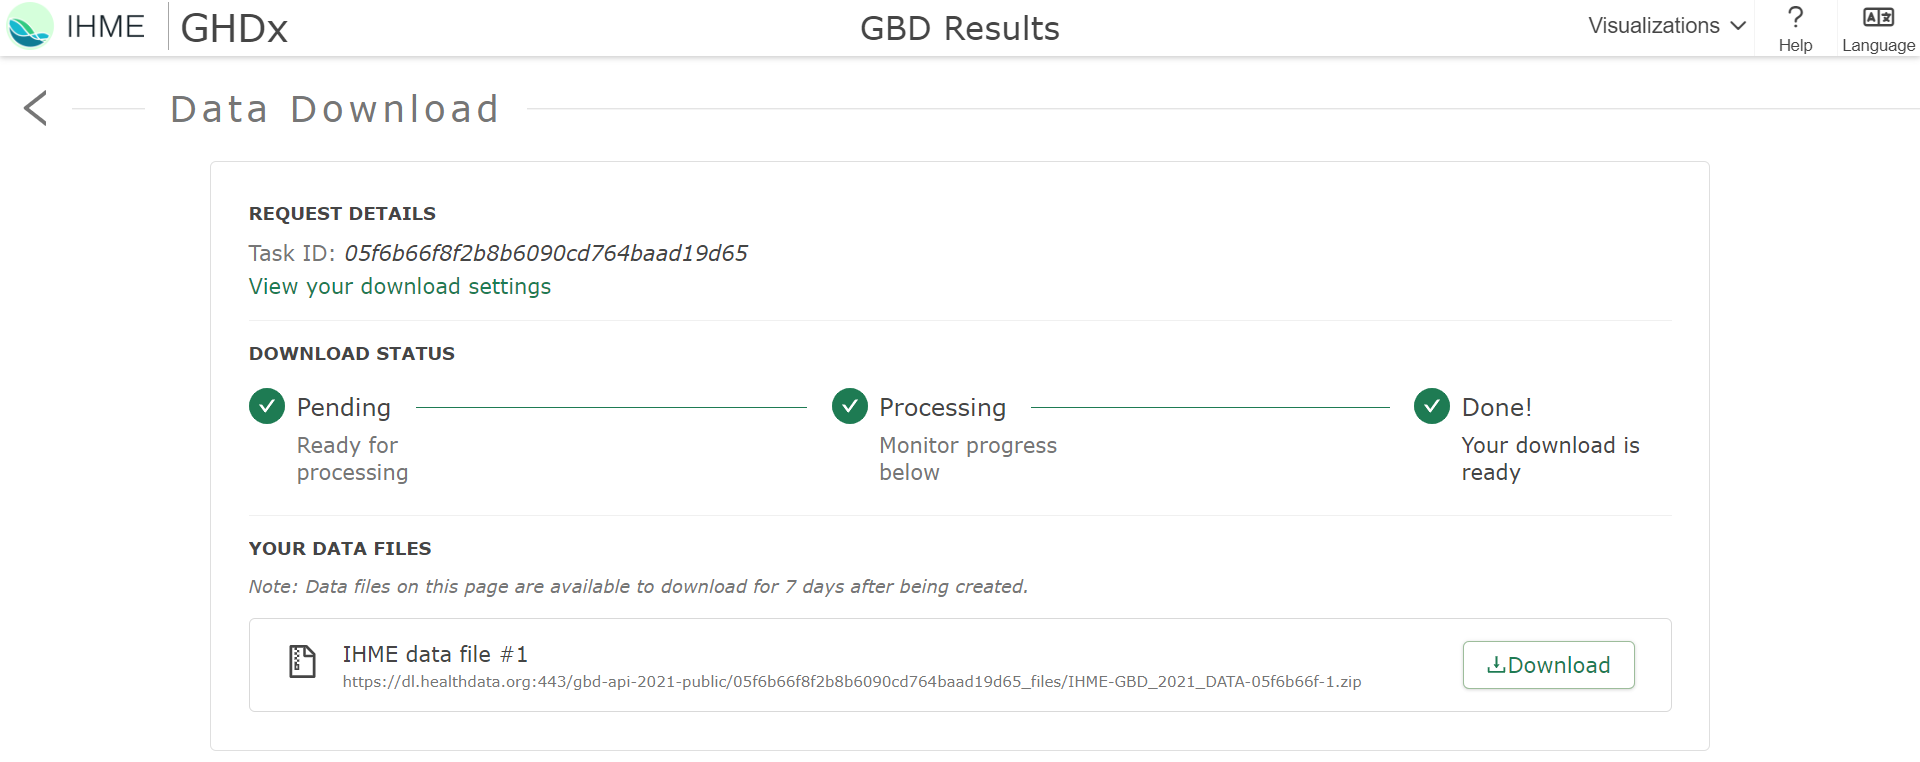 IHME
GHDx
GBD Results
Visualizations
?
Help
A
Language
Data Download
REQUEST DETAILS
Task ID: 05f6b66f8f2b8b6090cd764baad19d65
View your download settings
DOWNLOAD STATUS
Pending
Ready for
processing
Processing
Monitor progress
below
Done!
Your download is
ready
YOUR DATA FILES
Note: Data files on this page are available to download for 7 days after being created.
IHME data file #1
https://dl.healthdata.org:443/gbd-api-2021-public/05f6b66f8f2b8b6090cd764baad19d65_files/IHME-GBD_2021_DATA-05f6b66f-1.zip
Download